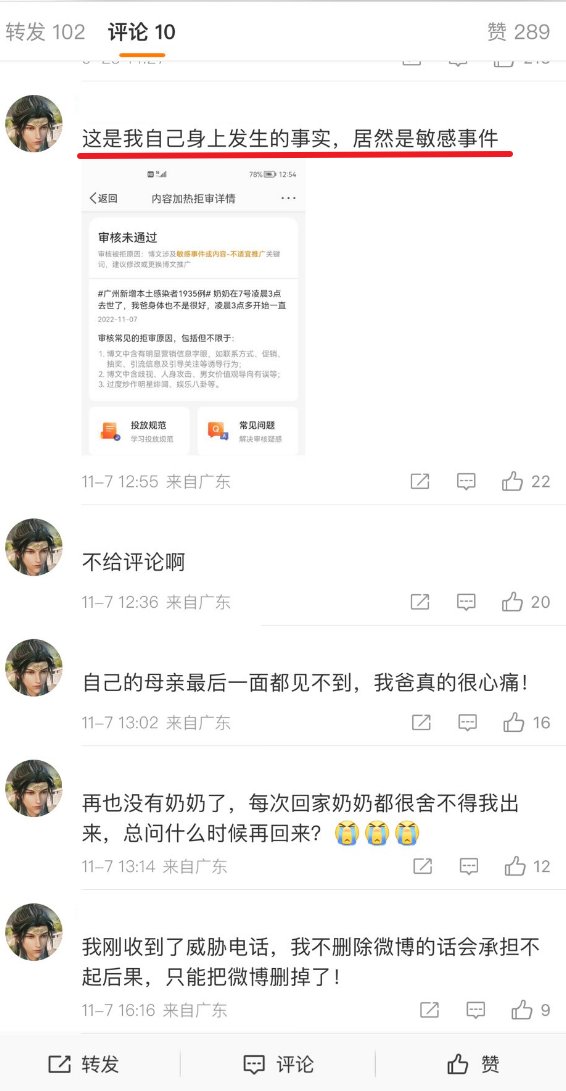 转发 102
评论 10
赞 289
这是我自己身上发生的事实，居然是敏感事件
78% 12:54
返回
内容加热拒审详情
审核未通过
审核被拒原因：博文涉及敏感事件或内容-不适宜推广关键
词，建议修改或更换博文推广
#广州新增本土感染者1935例# 奶奶在7号凌晨3点
去世了，我爸身体也不是很好，凌晨3点多开始一直
2022-11-07
审核常见的拒审原因，包括但不限于：
1. 博文中含有明显营销信息字眼，如联系方式、促销、
抽奖、引流信息及引导关注等诱导行为；
2. 博文中含歧视、人身攻击、男女价值观导向有误等；
3. 过度炒作明星绯闻、娱乐八卦等。
投放规范
学习投放规范
常见问题
解决审核疑惑
11-7 12:55 来自广东
22
不给评论啊
11-7 12:36 来自广东
20
自己的母亲最后一面都见不到，我爸真的很心痛！
11-7 13:02 来自广东
16
再也没有奶奶了，每次回家奶奶都很舍不得我出
来，总问什么时候再回来？😭😭😭
11-7 13:14 来自广东
12
我刚收到了威胁电话，我不删除微博的话会承担不
起后果，只能把微博删掉了！
11-7 16:16 来自广东
9
转发
评论
赞